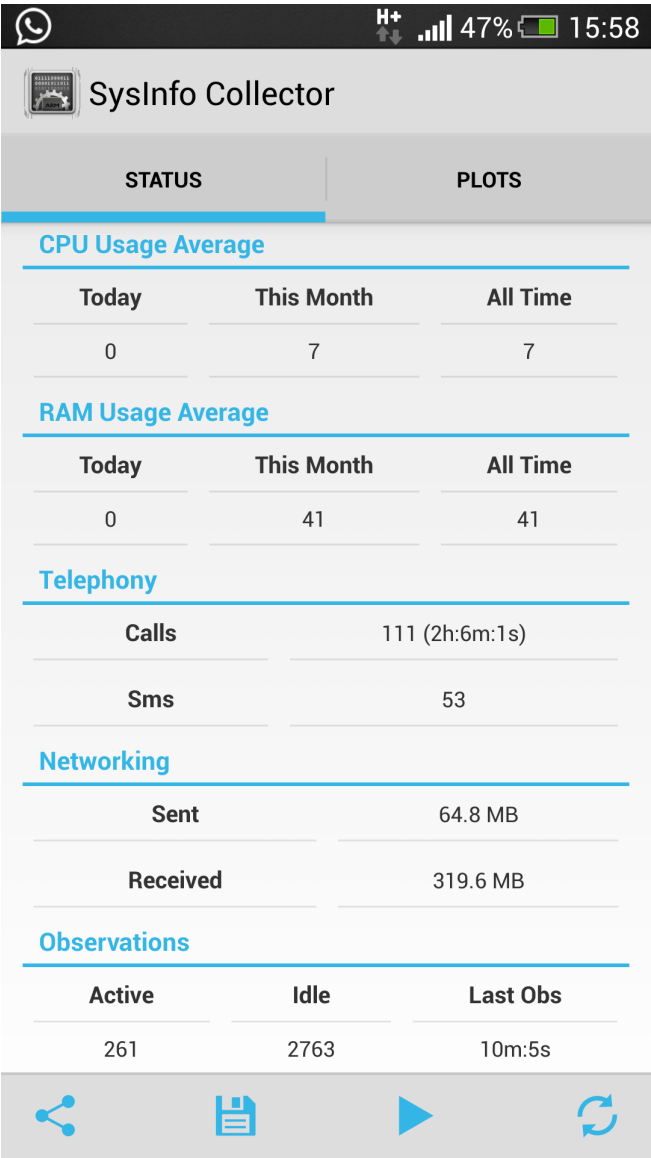 H+ 47% 15:58
SysInfo Collector
STATUS PLOTS
CPU Usage Average
Today This Month All Time
0 7 7
RAM Usage Average
Today This Month All Time
0 41 41
Telephony
Calls 111 (2h:6m:1s)
Sms 53
Networking
Sent 64.8 MB
Received 319.6 MB
Observations
Active Idle Last Obs
261 2763 10m:5s